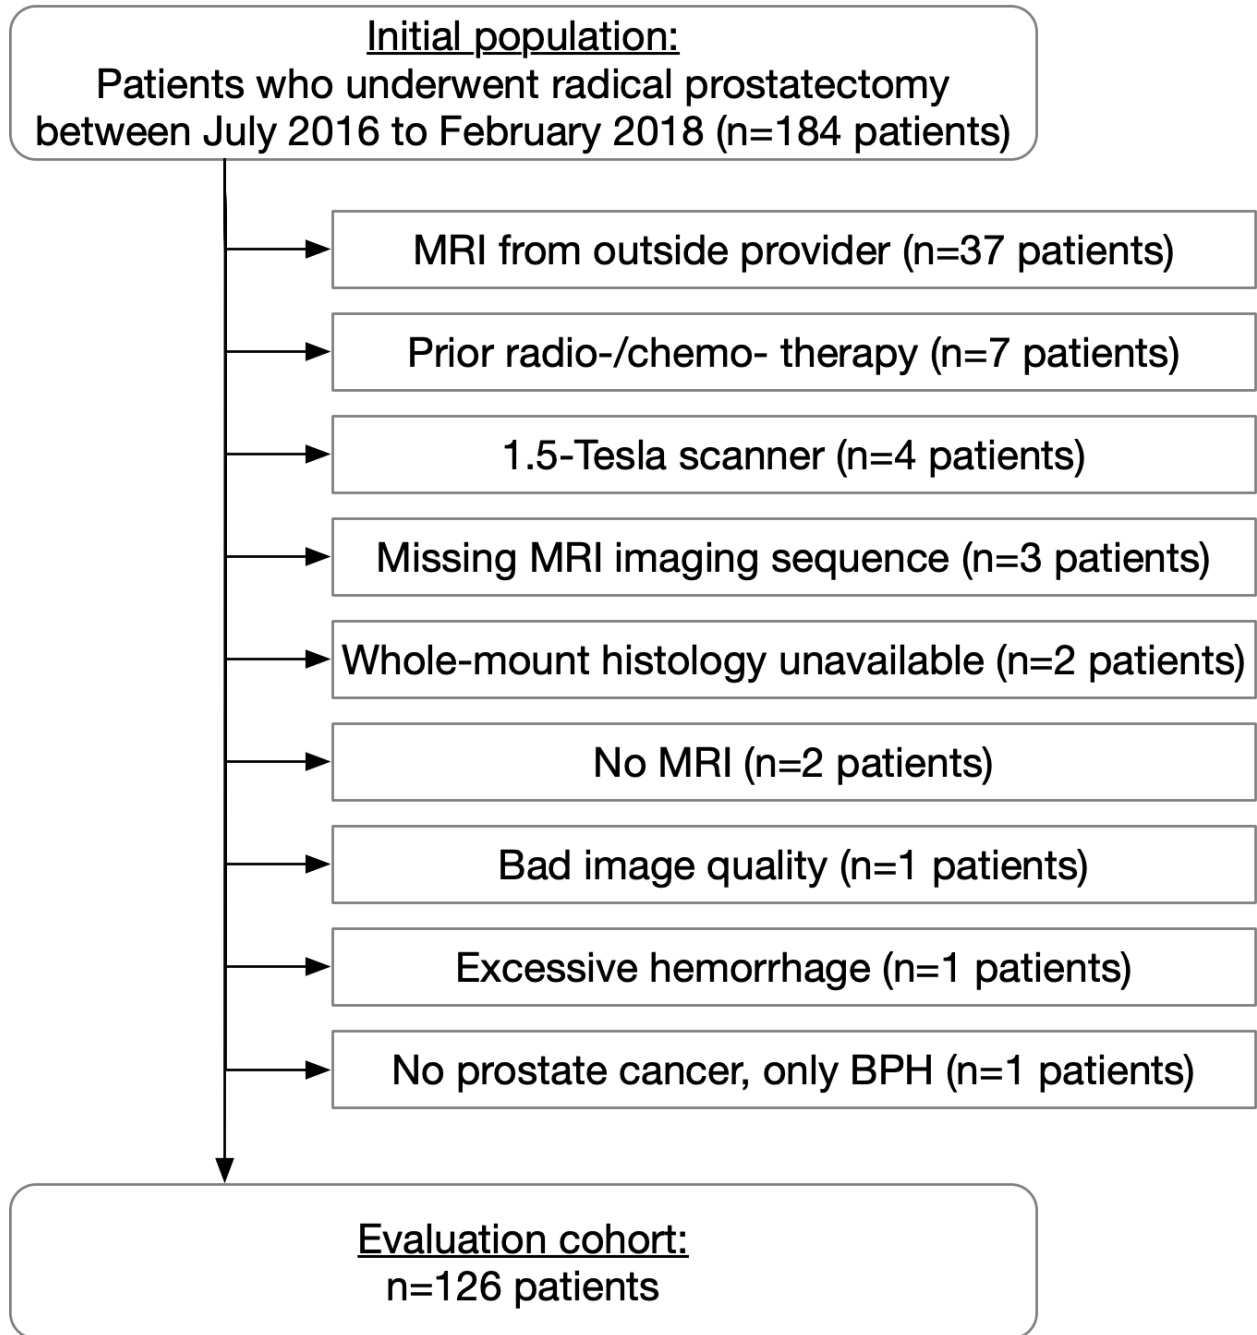 Initial population:
Patients who underwent radical prostatectomy
between July 2016 to February 2018 (n=184 patients)
MRI from outside provider (n=37 patients)
Prior radio-/chemo- therapy (n=7 patients)
1.5-Tesla scanner (n=4 patients)
Missing MRI imaging sequence (n=3 patients)
Whole-mount histology unavailable (n=2 patients)
No MRI (n=2 patients)
Bad image quality (n=1 patients)
Excessive hemorrhage (n=1 patients)
No prostate cancer, only BPH (n=1 patients)
Evaluation cohort:
n=126 patients